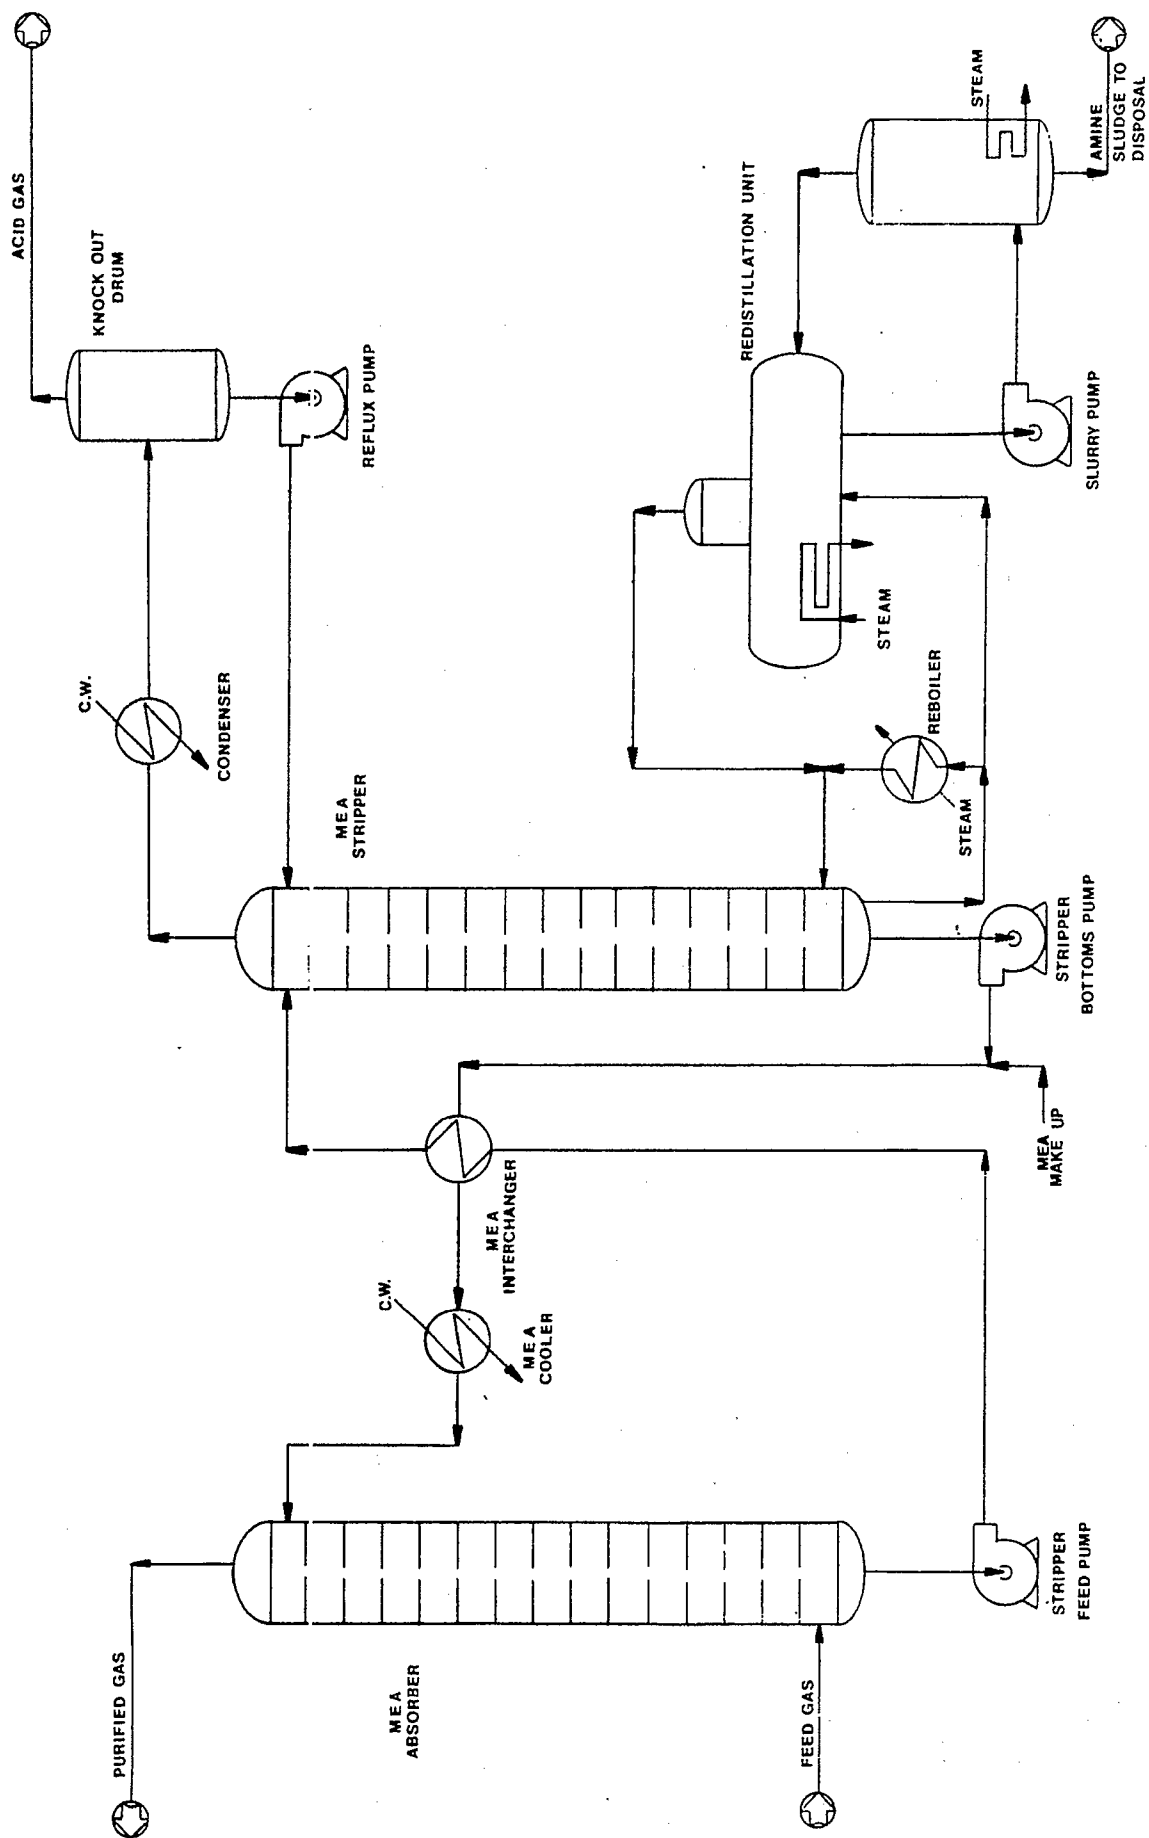 PURIFIED GAS
MEA
ABSORBER
FEED GAS
STRIPPER
FEED PUMP
C.W.
MEA
COOLER
MEA
INTERCHANGER
MEA
MAKE UP
STRIPPER
BOTTOMS PUMP
MEA
STRIPPER
C.W.
CONDENSER
STEAM
REBOILER
STEAM
REDISTILLATION UNIT
REFLUX PUMP
SLURRY PUMP
KNOCK OUT
DRUM
ACID GAS
STEAM
AMINE
SLUDGE TO
DISPOSAL